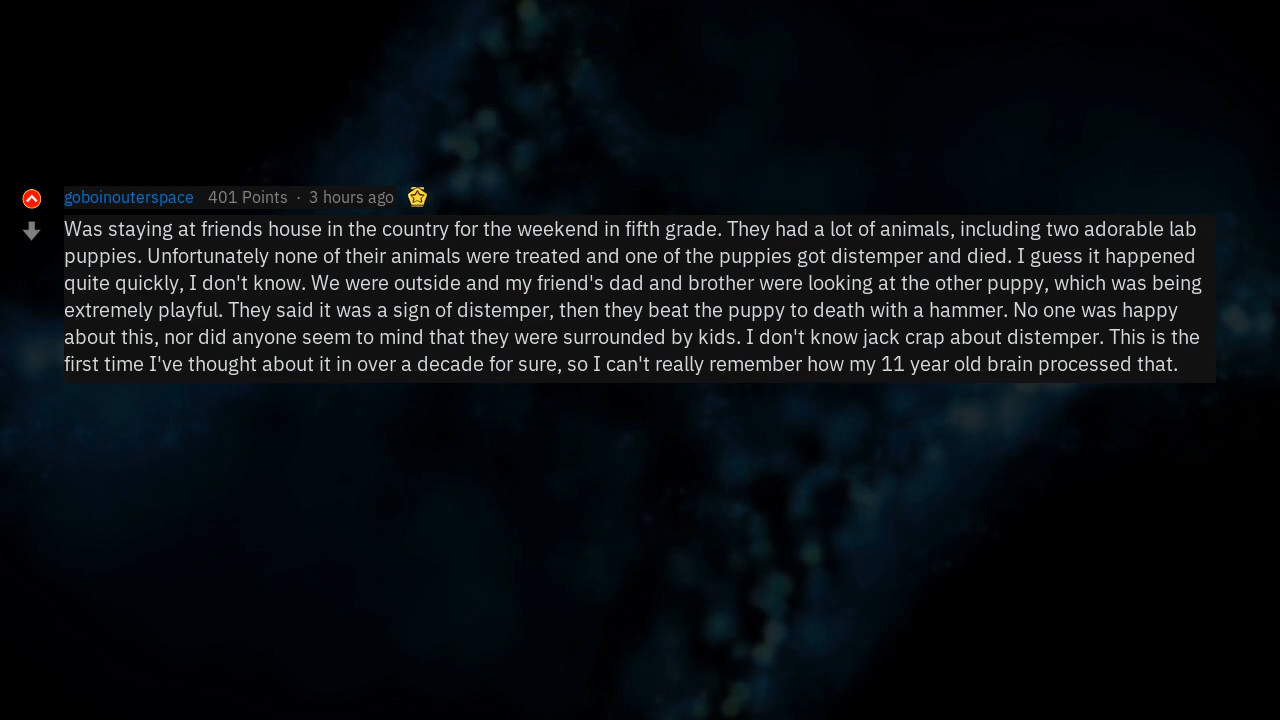 goboinouterspace 401 Points · 3 hours ago
Was staying at friends house in the country for the weekend in fifth grade. They had a lot of animals, including two adorable lab
puppies. Unfortunately none of their animals were treated and one of the puppies got distemper and died. I guess it happened
quite quickly, I don't know. We were outside and my friend's dad and brother were looking at the other puppy, which was being
extremely playful. They said it was a sign of distemper, then they beat the puppy to death with a hammer. No one was happy
about this, nor did anyone seem to mind that they were surrounded by kids. I don't know jack crap about distemper. This is the
first time I've thought about it in over a decade for sure, so I can't really remember how my 11 year old brain processed that.